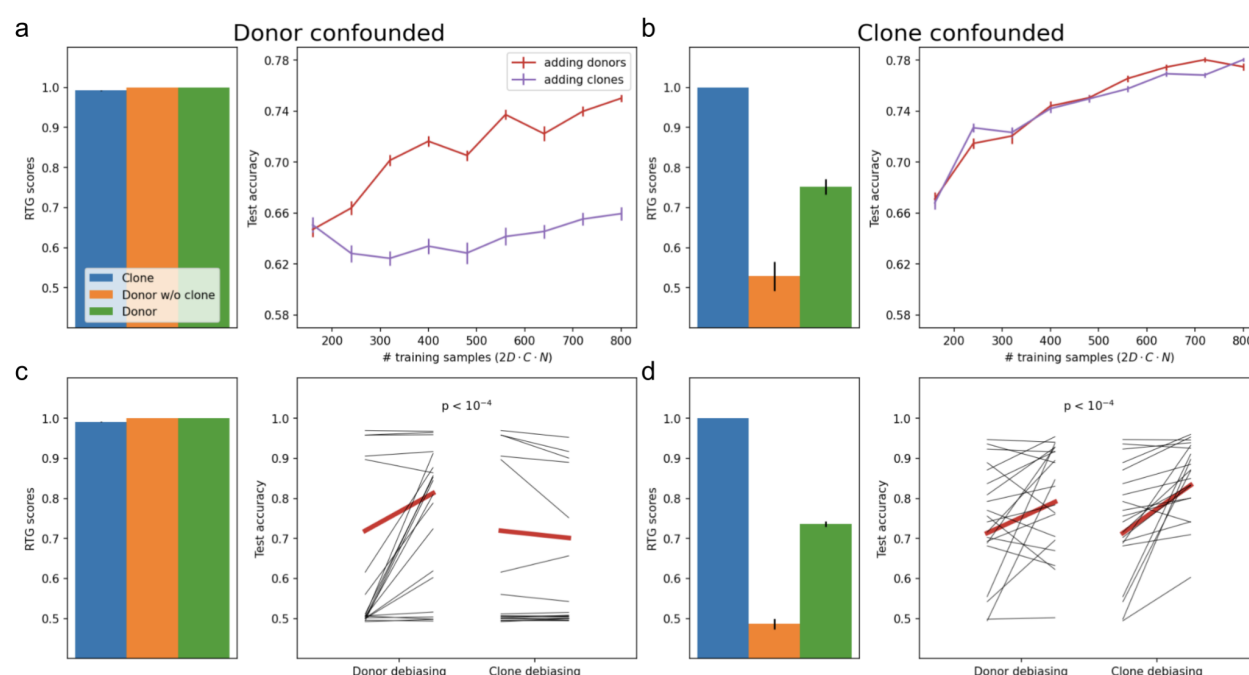 a
Donor confounded
RTG scores
1.0
0.9
0.8
0.7
0.6
0.5
Clone
Donor w/o clone
Donor
Test accuracy
0.78
0.74
0.70
0.66
0.62
0.58
adding donors
adding clones
200 300 400 500 600 700 800
# training samples (2D · C · N)
b
Clone confounded
RTG scores
1.0
0.9
0.8
0.7
0.6
0.5
Test accuracy
0.78
0.74
0.70
0.66
0.62
0.58
200 300 400 500 600 700 800
# training samples (2D · C · N)
c
RTG scores
1.0
0.9
0.8
0.7
0.6
0.5
Test accuracy
1.0
0.9
0.8
0.7
0.6
0.5
p < 10⁻⁴
Donor debiasing Clone debiasing
d
RTG scores
1.0
0.9
0.8
0.7
0.6
0.5
Test accuracy
1.0
0.9
0.8
0.7
0.6
0.5
p < 10⁻⁴
Donor debiasing Clone debiasing